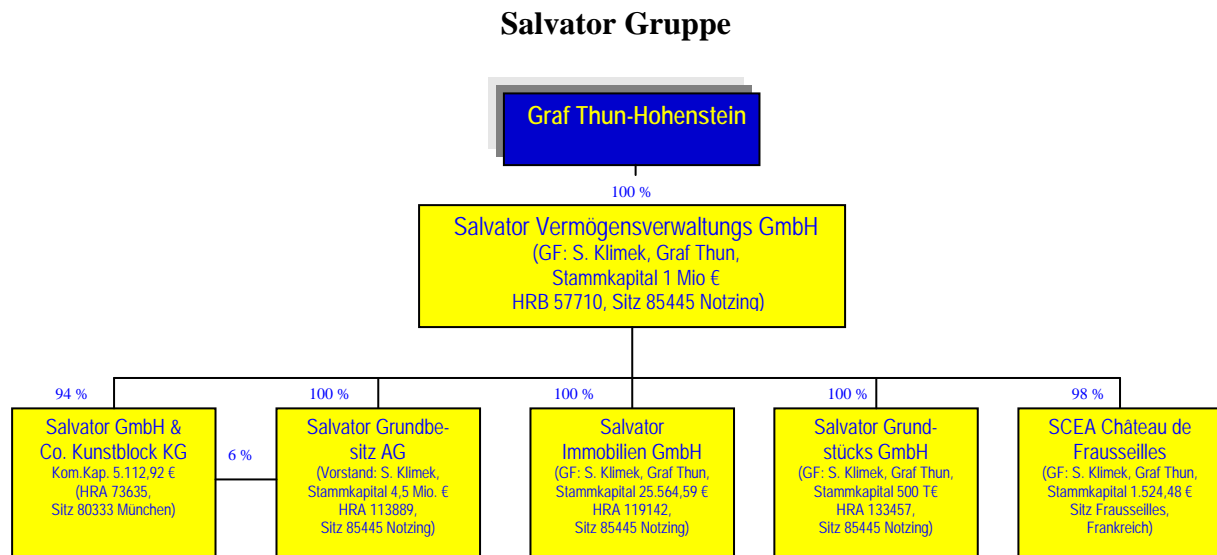 Salvator Gruppe
Graf Thun-Hohenstein
100 %
Salvator Vermögensverwaltungs GmbH
(GF: S. Klimek, Graf Thun,
Stammkapital 1 Mio €
HRB 57710, Sitz 85445 Notzing)
94 %
Salvator GmbH &
Co. Kunstblock KG
Kom.Kap. 5.112,92 €
(HRA 73635,
Sitz 80333 München)
6 %
100 %
Salvator Grundbe-
sitz AG
(Vorstand: S. Klimek,
Stammkapital 4,5 Mio. €
HRA 113889,
Sitz 85445 Notzing)
100 %
Salvator
Immobilien GmbH
(GF: S. Klimek, Graf Thun,
Stammkapital 25.564,59 €
HRA 119142,
Sitz 85445 Notzing)
100 %
Salvator Grund-
stücks GmbH
(GF: S. Klimek, Graf Thun,
Stammkapital 500 T€
HRA 133457,
Sitz 85445 Notzing)
98 %
SCEA Château de
Frausseilles
(GF: S. Klimek, Graf Thun,
Stammkapital 1.524,48 €
Sitz Frausseilles,
Frankreich)